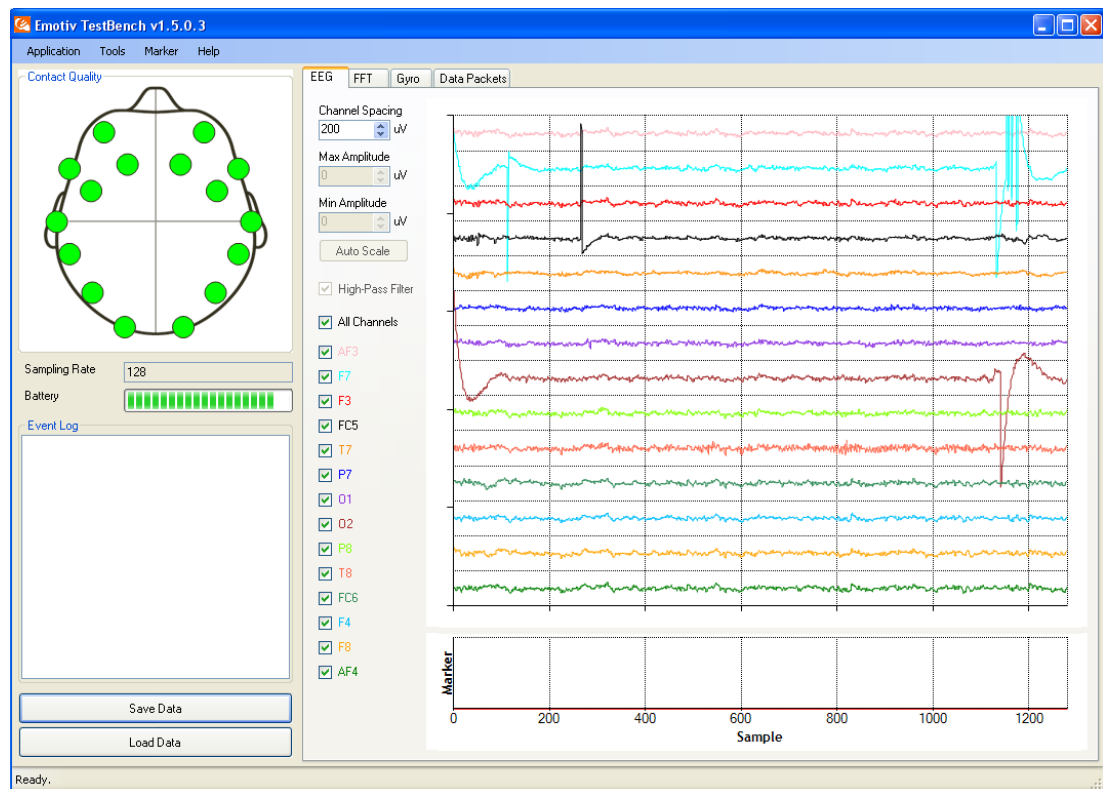 Emotiv TestBench v1.5.0.3
Application Tools Marker Help
Contact Quality
Sampling Rate 128
Battery
Event Log
Save Data
Load Data
EEG FFT Gyro Data Packets
Channel Spacing
200 uV
Max Amplitude
0 uV
Min Amplitude
0 uV
Auto Scale
High-Pass Filter
All Channels
AF3
F7
F3
FC5
T7
P7
O1
O2
P8
T8
FC6
F4
F8
AF4
Marker
0 200 400 600 800 1000 1200
Sample
Ready.